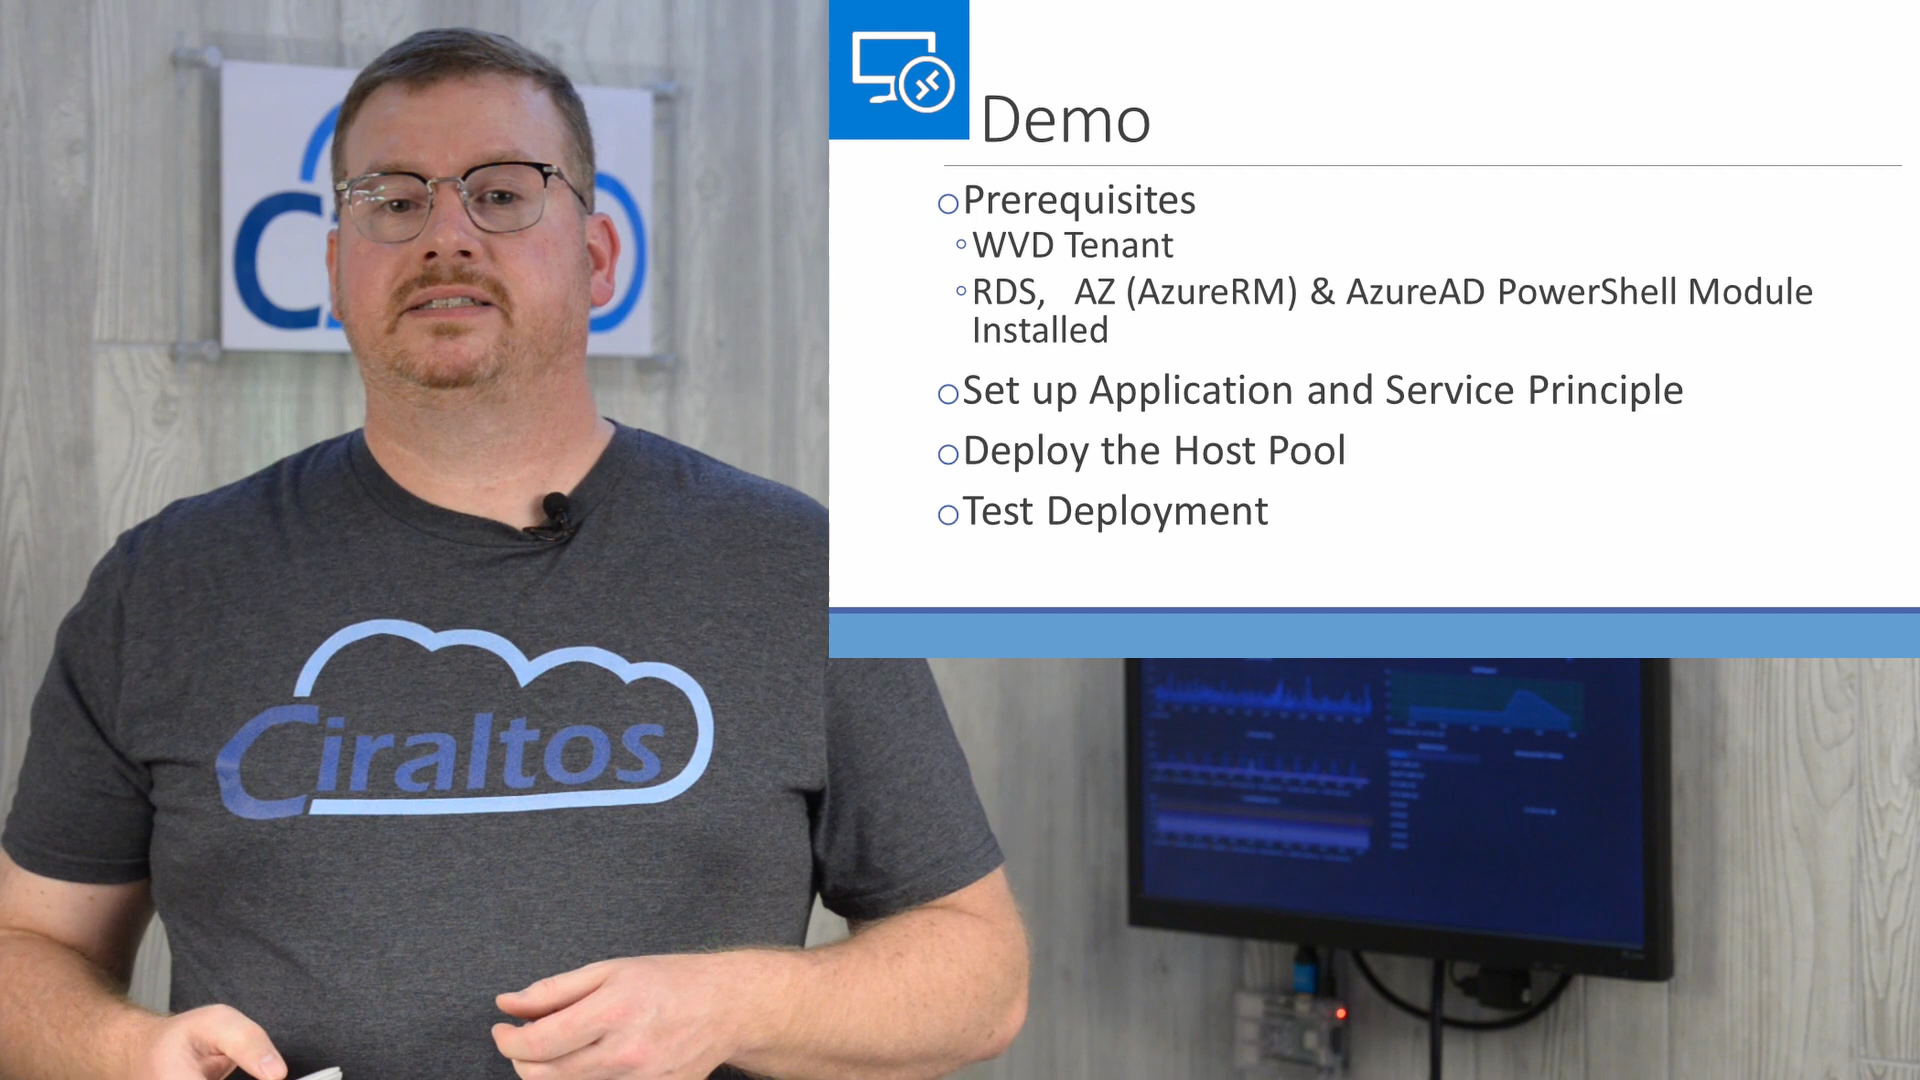 Demo
Prerequisites
WVD Tenant
RDS, AZ (AzureRM) & AzureAD PowerShell Module
Installed
Set up Application and Service Principle
Deploy the Host Pool
Test Deployment
Ciraltos